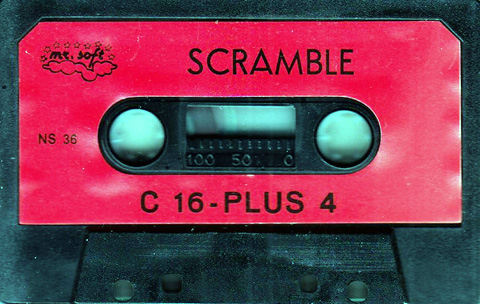 mr. soft
SCRAMBLE
NS 36
100 50 0
C 16-PLUS 4